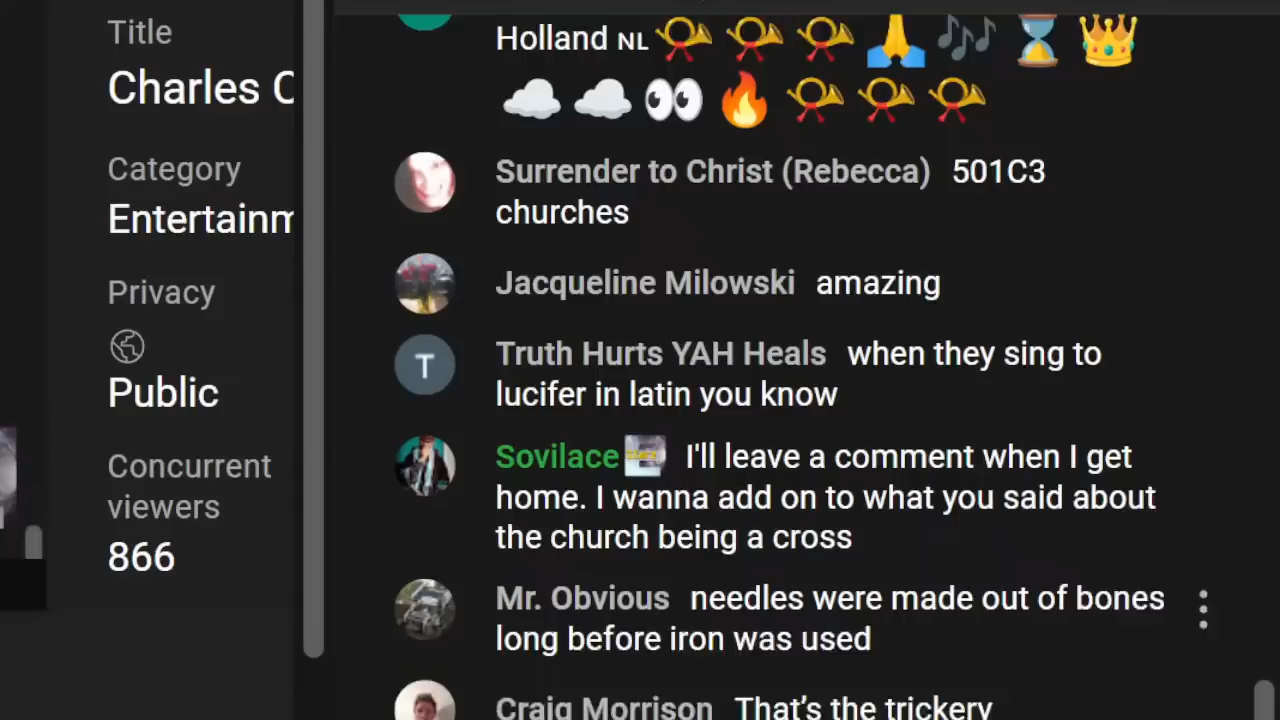 Title
Charles C
Category
Entertainm
Privacy
Public
Concurrent
viewers
866
Holland NL
Surrender to Christ (Rebecca) 501C3
churches
Jacqueline Milowski amazing
T
Truth Hurts YAH Heals when they sing to
lucifer in latin you know
Sovilace I'll leave a comment when I get
home. I wanna add on to what you said about
the church being a cross
Mr. Obvious needles were made out of bones
long before iron was used
Craig Morrison That's the trickery